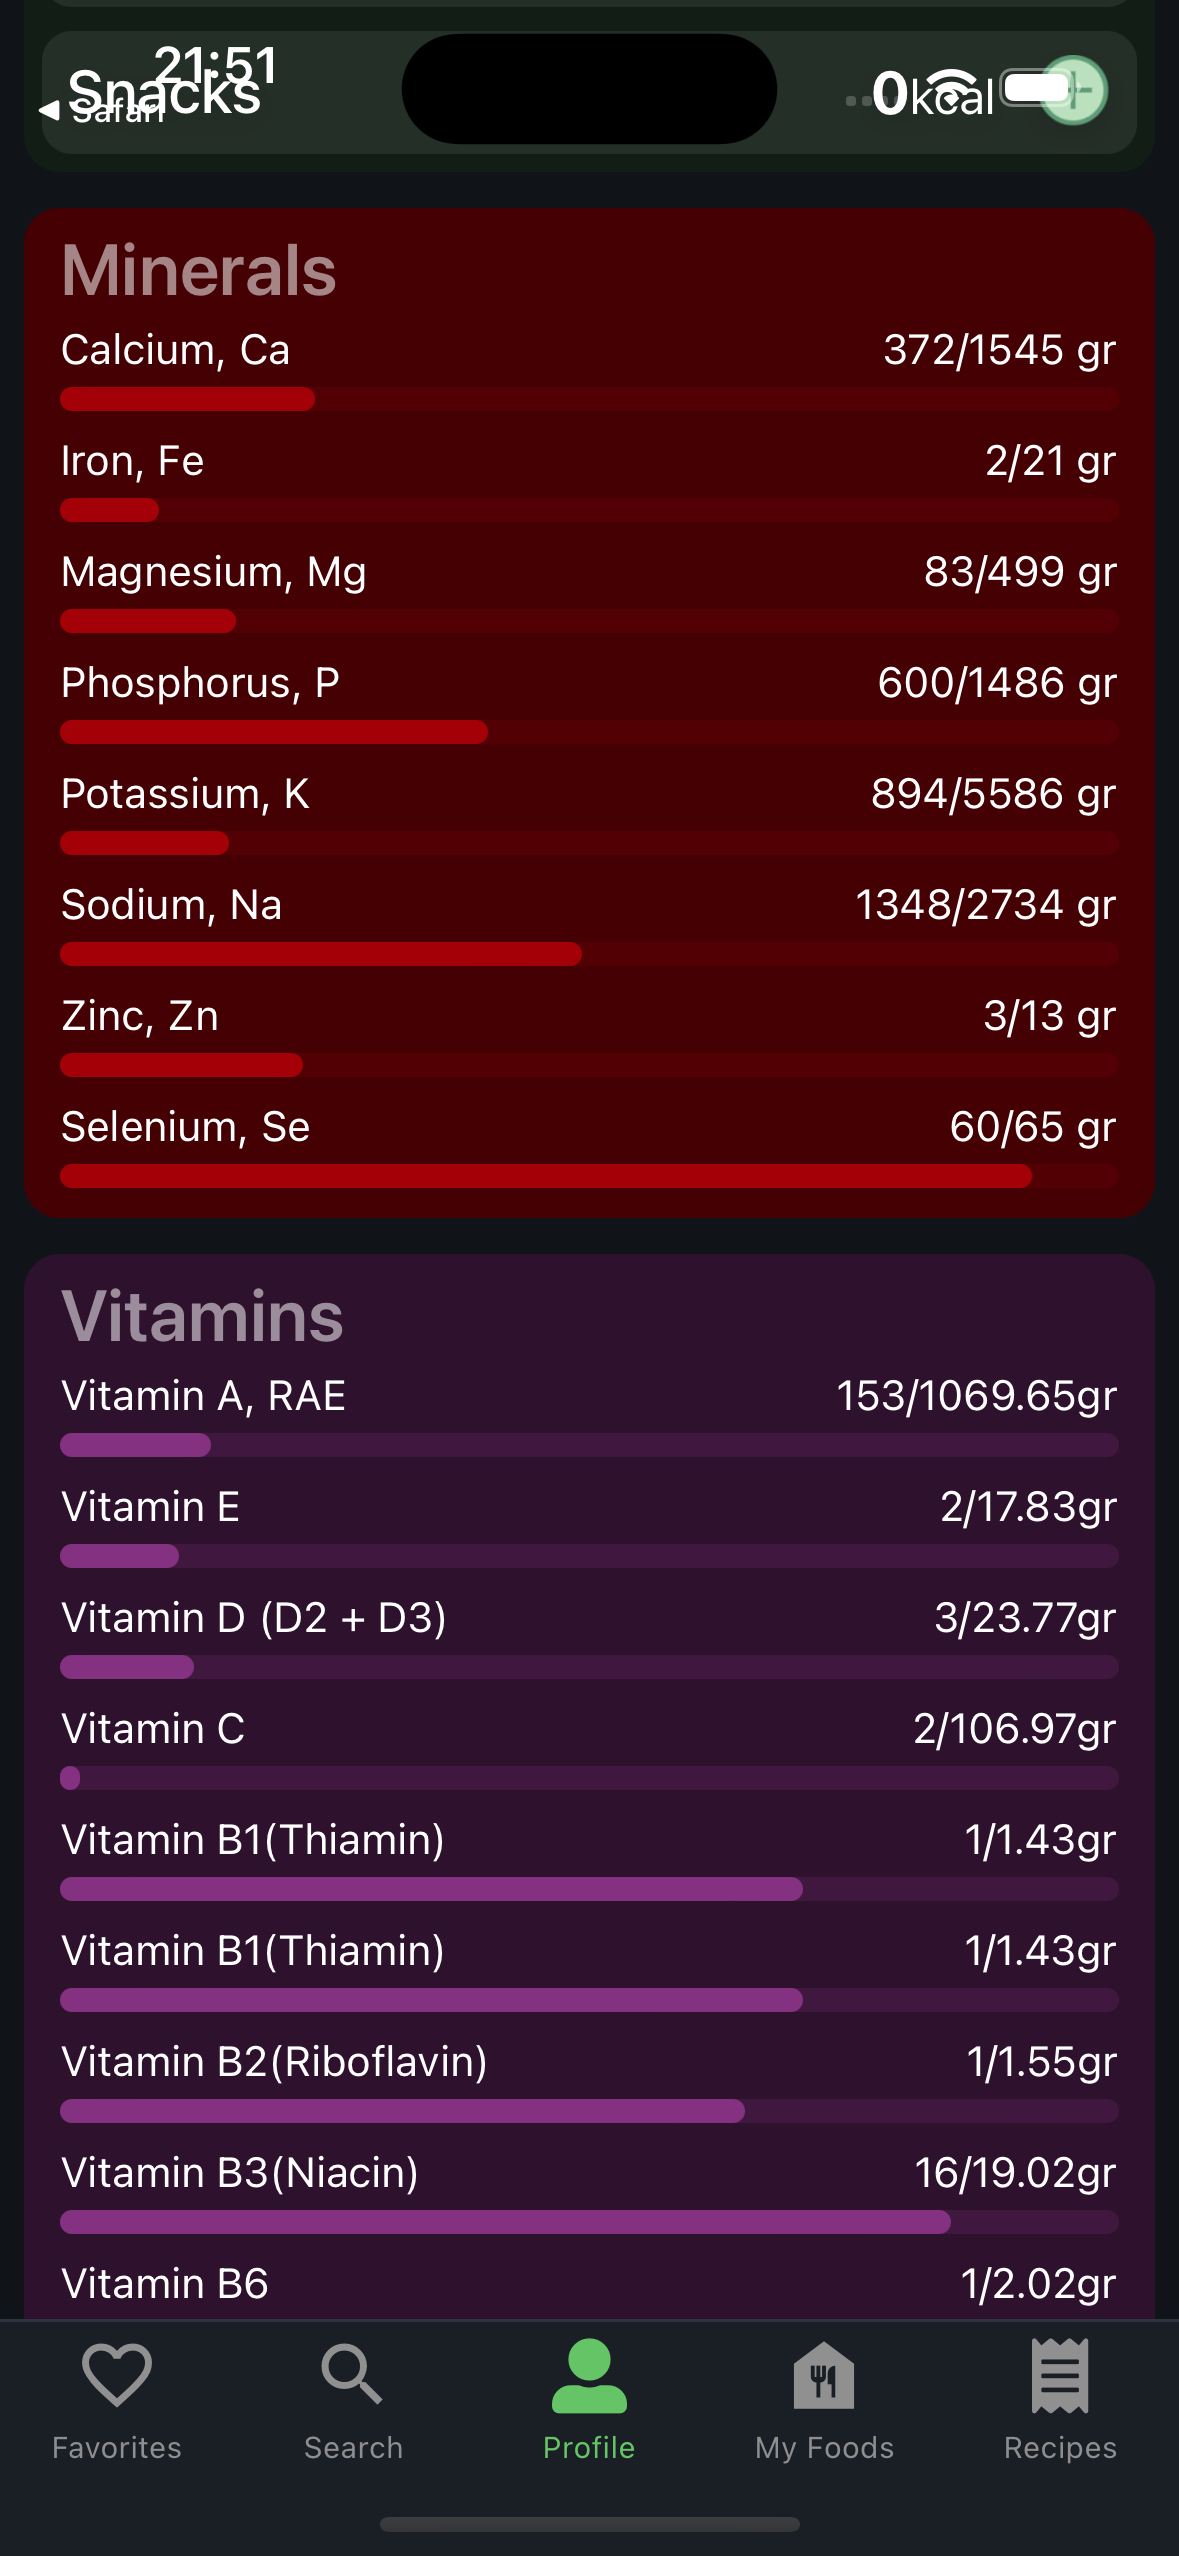 21:51
Snacks
Safari
0kcal
Minerals
Calcium, Ca 372/1545 gr
Iron, Fe 2/21 gr
Magnesium, Mg 83/499 gr
Phosphorus, P 600/1486 gr
Potassium, K 894/5586 gr
Sodium, Na 1348/2734 gr
Zinc, Zn 3/13 gr
Selenium, Se 60/65 gr
Vitamins
Vitamin A, RAE 153/1069.65gr
Vitamin E 2/17.83gr
Vitamin D (D2 + D3) 3/23.77gr
Vitamin C 2/106.97gr
Vitamin B1(Thiamin) 1/1.43gr
Vitamin B1(Thiamin) 1/1.43gr
Vitamin B2(Riboflavin) 1/1.55gr
Vitamin B3(Niacin) 16/19.02gr
Vitamin B6 1/2.02gr
Favorites Search Profile My Foods Recipes